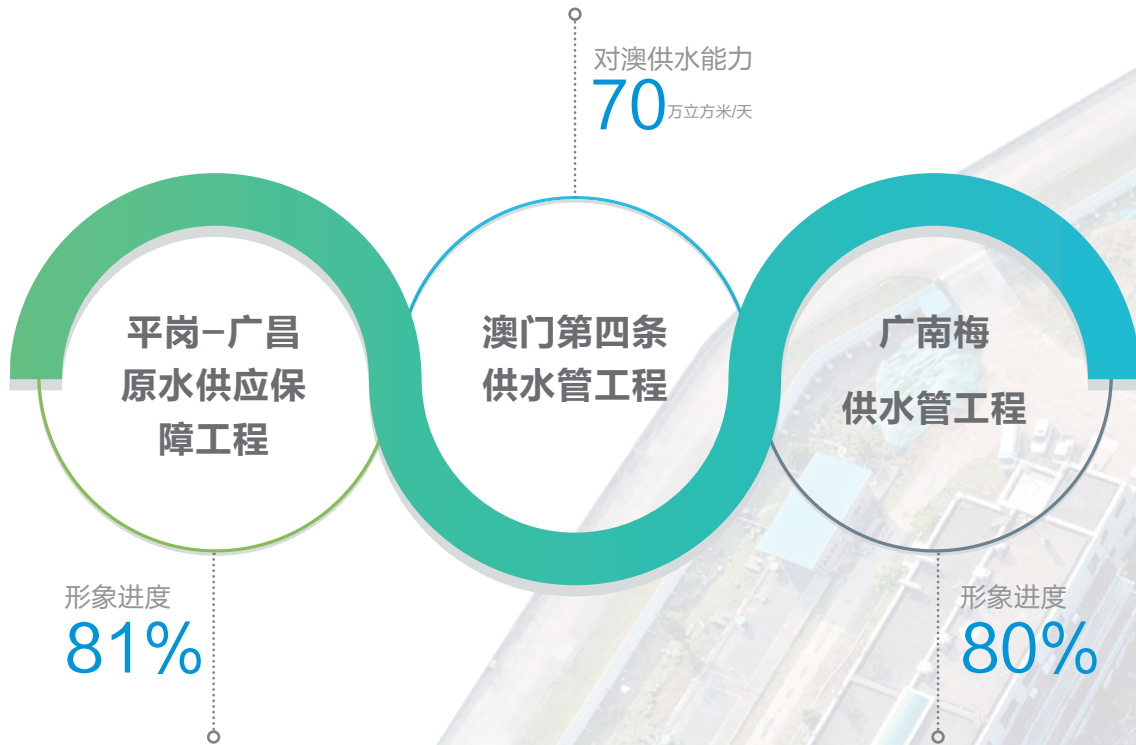 对澳供水能力
70万立方米/天
平岗–广昌
原水供应保
障工程
澳门第四条
供水管工程
广南梅
供水管工程
形象进度
81%
形象进度
80%